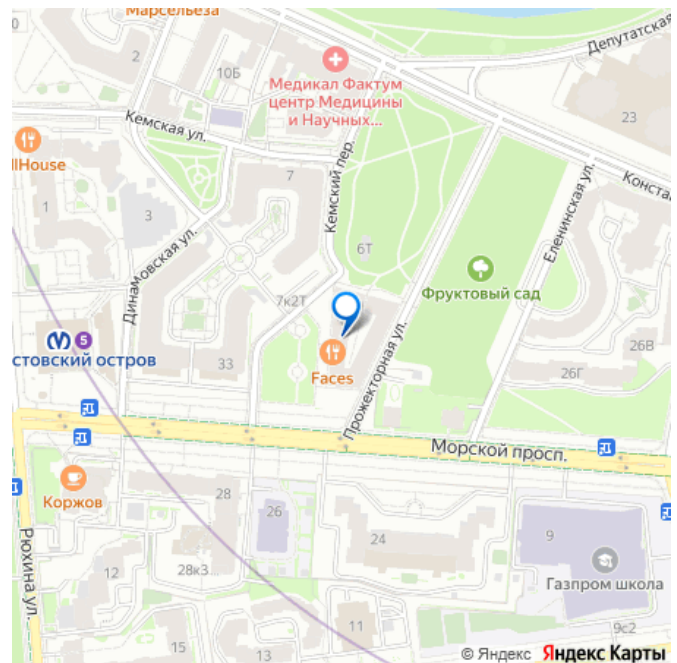 Марсельеза
0
2
10Б
Депутатская
Медикал Фактум
центр Медицины
и Научных...
23
Кемская ул.
llHouse
7
Кемский пер.
Конста
Еленинская ул.
1
3
6Т
Динамовская ул.
Фруктовый сад
7к2Т
5
стовский остров
33
Faces
Прожекторная ул.
26В
26Г
Морской просп.
Коржов
28
26
24
9
Рюхина ул.
28к3
12
Газпром школа
11
9с2
15
13
© Яндекс Яндекс Карты